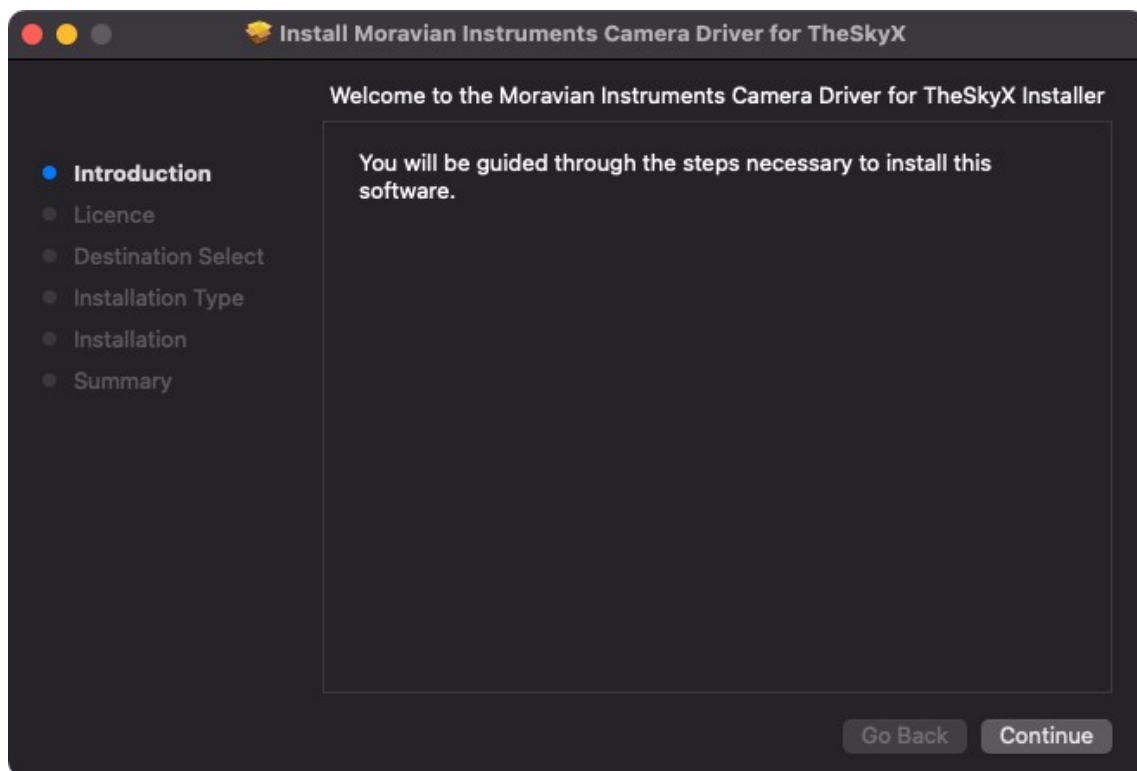 Install Moravian Instruments Camera Driver for TheSkyX
Welcome to the Moravian Instruments Camera Driver for TheSkyX Installer
Introduction
Licence
Destination Select
Installation Type
Installation
Summary
You will be guided through the steps necessary to install this
software.
Go Back
Continue